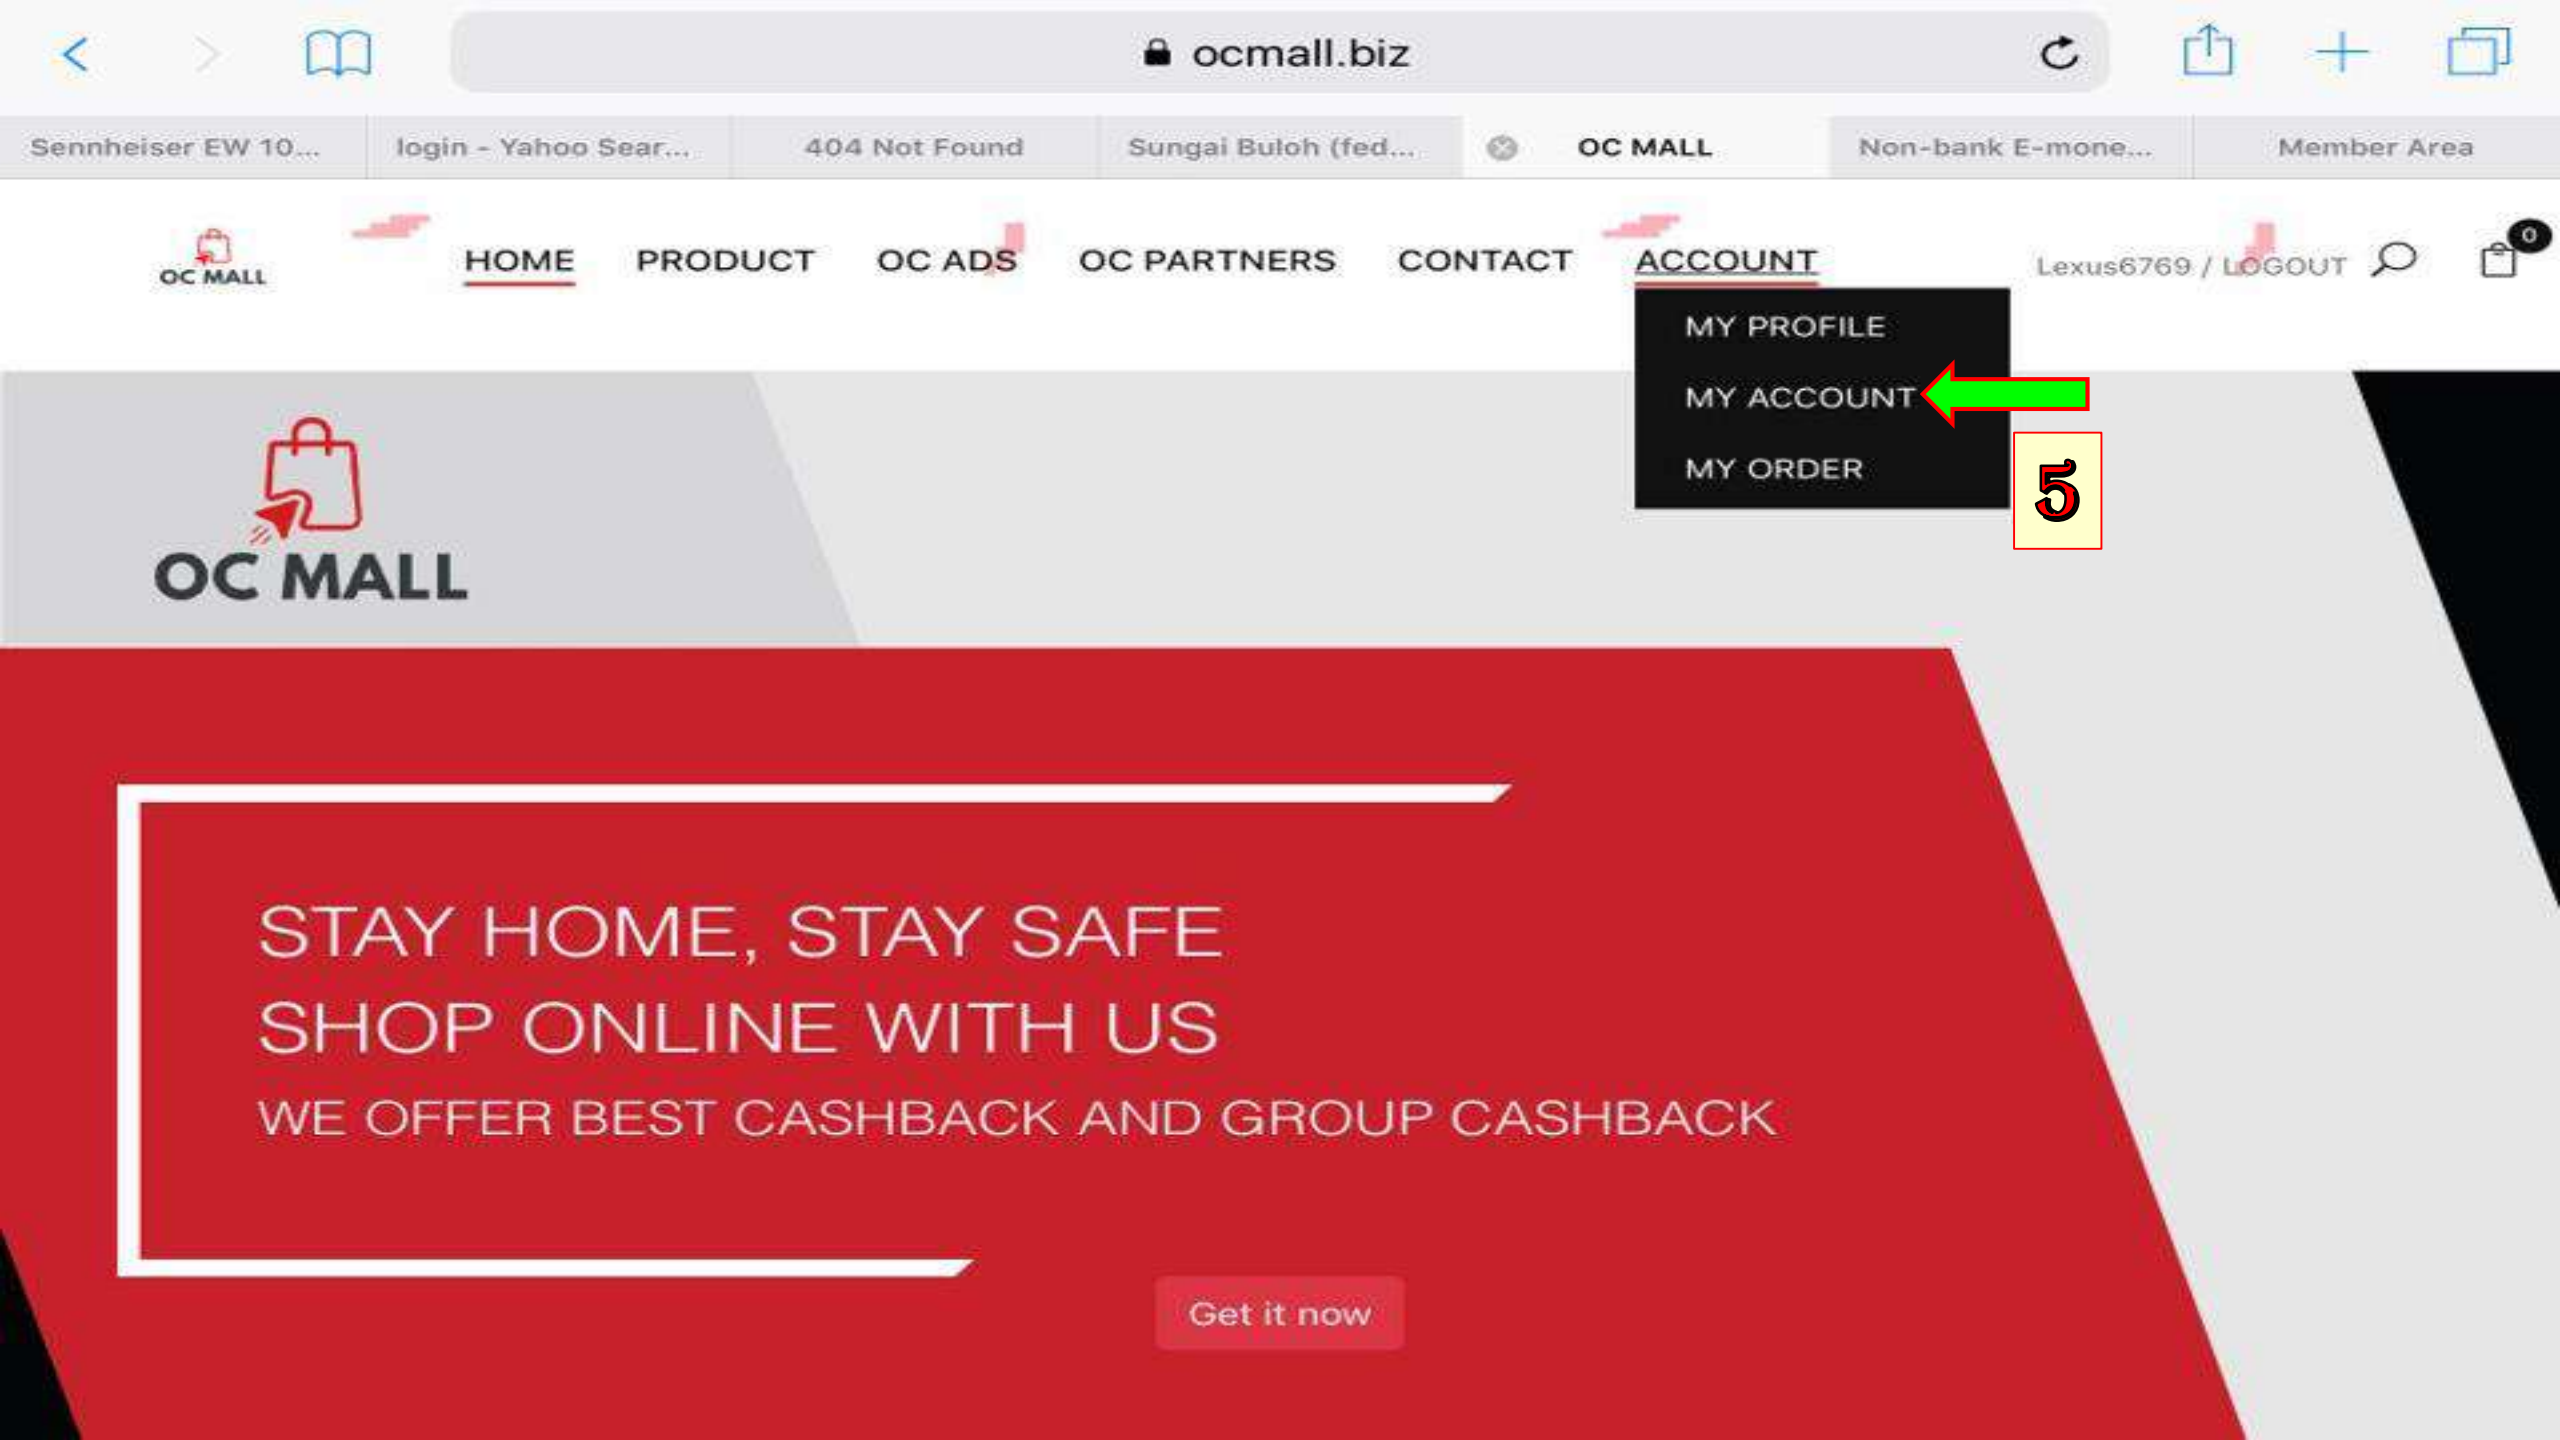 ocmall.biz
Sennheiser EW 10...
login - Yahoo Sear...
404 Not Found
Sungai Buloh (fed...
OC MALL
Non-bank E-mone...
Member Area
OC MALL
HOME
PRODUCT
OC ADS
OC PARTNERS
CONTACT
ACCOUNT
Lexus6769 / LOGOUT
0
MY PROFILE
MY ACCOUNT
MY ORDER
5
OC MALL
STAY HOME, STAY SAFE
SHOP ONLINE WITH US
WE OFFER BEST CASHBACK AND GROUP CASHBACK
Get it now